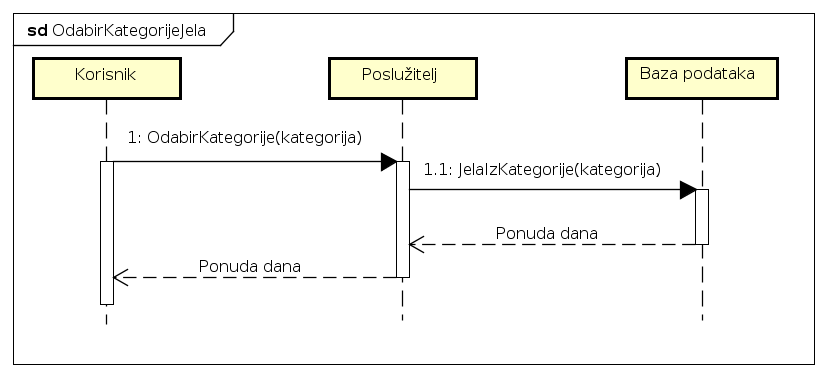 sd OdabirKategorijeJela
Korisnik
Poslužitelj
Baza podataka
1: OdabirKategorije(kategorija)
1.1: JelaIzKategorije(kategorija)
Ponuda dana
Ponuda dana